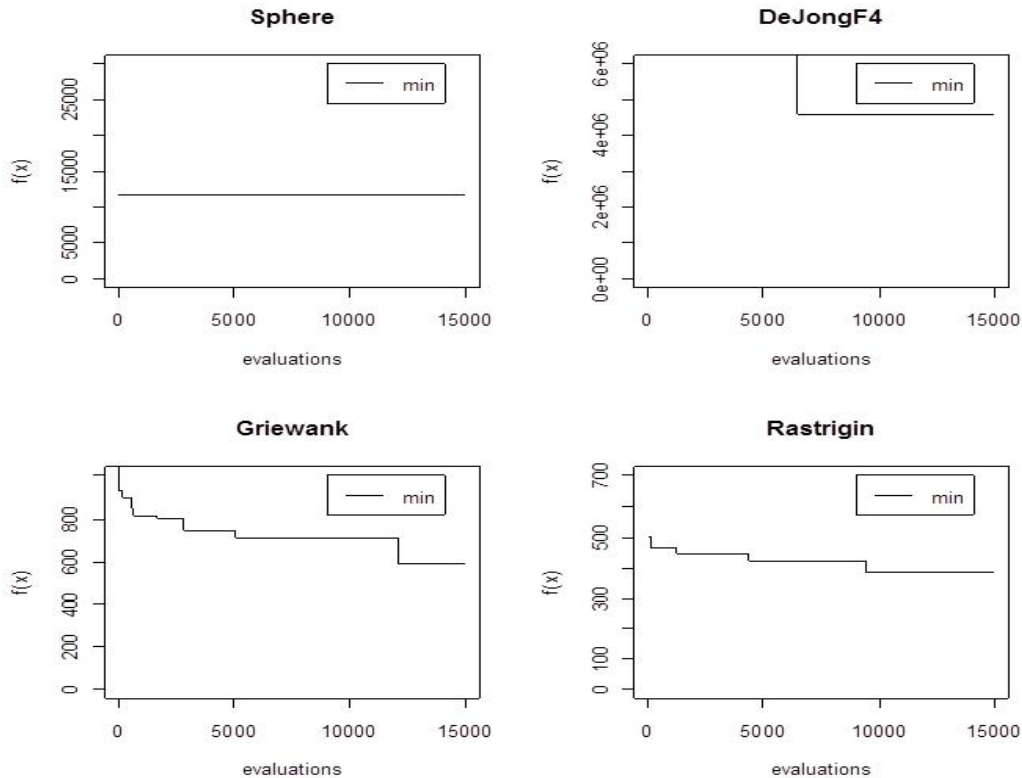 Sphere
f(x)
0
5000
15000
25000
min
0
5000
10000
15000
evaluations
DeJongF4
f(x)
0e+00
2e+06
4e+06
6e+06
min
0
5000
10000
15000
evaluations
Griewank
f(x)
0
200
400
600
800
min
0
5000
10000
15000
evaluations
Rastrigin
f(x)
0
100
300
500
700
min
0
5000
10000
15000
evaluations